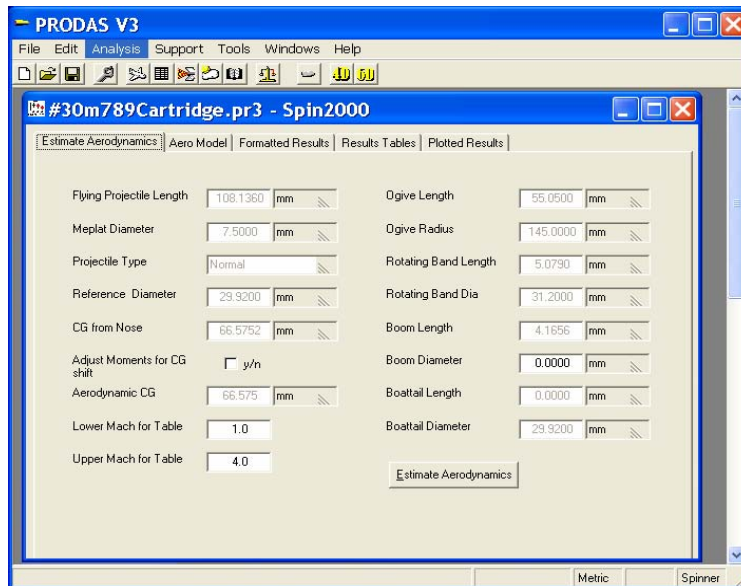 PRODAS V3
File Edit Analysis Support Tools Windows Help
#30m789Cartridge.pr3 - Spin2000
Estimate Aerodynamics Aero Model Formatted Results Results Tables Plotted Results
Flying Projectile Length 108.1360 mm Ogive Length 55.0500 mm
Meplat Diameter 7.5000 mm Ogive Radius 145.0000 mm
Projectile Type Normal Rotating Band Length 5.0790 mm
Reference Diameter 29.9200 mm Rotating Band Dia 31.2000 mm
CG from Nose 66.5752 mm Boom Length 4.1656 mm
Adjust Moments for CG shift y/n Boom Diameter 0.0000 mm
Aerodynamic CG 66.575 mm Boattail Length 0.0000 mm
Lower Mach for Table 1.0 Boattail Diameter 29.9200 mm
Upper Mach for Table 4.0
Estimate Aerodynamics
Metric Spinner